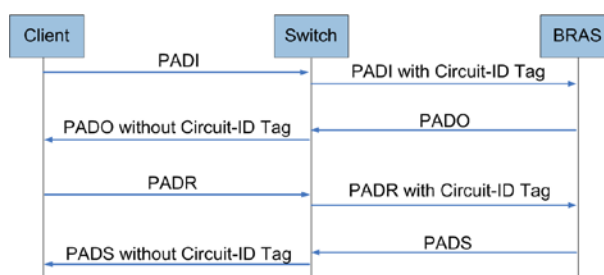 Client
Switch
BRAS
PADI
PADI with Circuit-ID Tag
PADO
PADO without Circuit-ID Tag
PADR
PADR with Circuit-ID Tag
PADS
PADS without Circuit-ID Tag